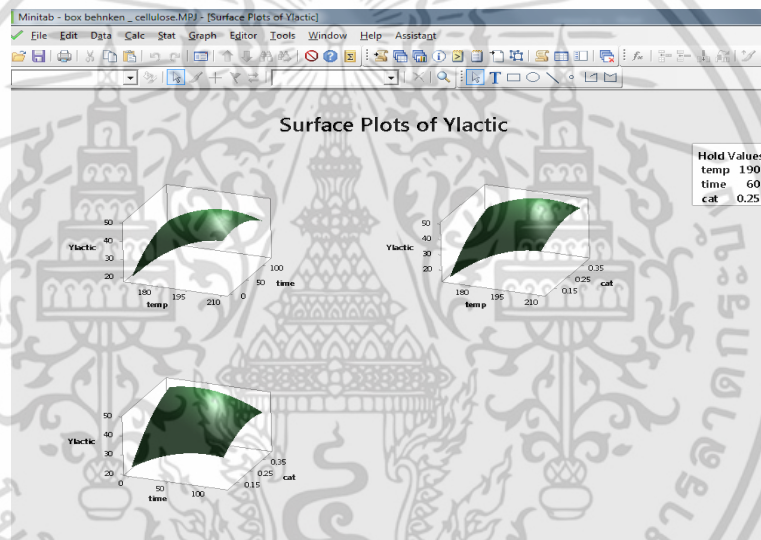 Minitab - box behnken _ cellulose.MPJ - [Surface Plots of Ylactic]
File Edit Data Calc Stat Graph Editor Tools Window Help Assistant
Surface Plots of Ylactic
Hold Values
temp 190
time 60
cat 0.25
50
40
30
20
Ylactic
180
195
210
temp
0
50
100
time
50
40
30
20
Ylactic
180
195
210
temp
0.15
0.25
0.35
cat
50
40
30
20
Ylactic
0
50
100
time
0.15
0.25
0.35
cat